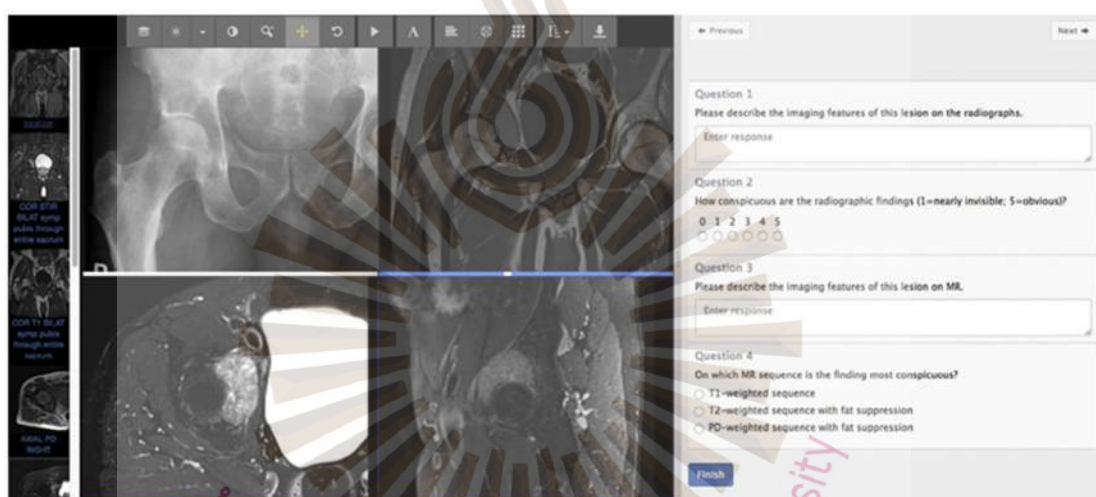 COR STIR
BILAT symp
pubis through
entire sacrum
COR T1 BILAT
symp pubis
through entire
sacrum
AXIAL PD
RIGHT
A
Previous
Next
Question 1
Please describe the imaging features of this lesion on the radiographs.
Enter response
Question 2
How conspicuous are the radiographic findings (1=nearly invisible; 5=obvious)?
0 1 2 3 4 5
Question 3
Please describe the imaging features of this lesion on MR.
Enter response
Question 4
On which MR sequence is the finding most conspicuous?
T1-weighted sequence
T2-weighted sequence with fat suppression
PD-weighted sequence with fat suppression
Finish